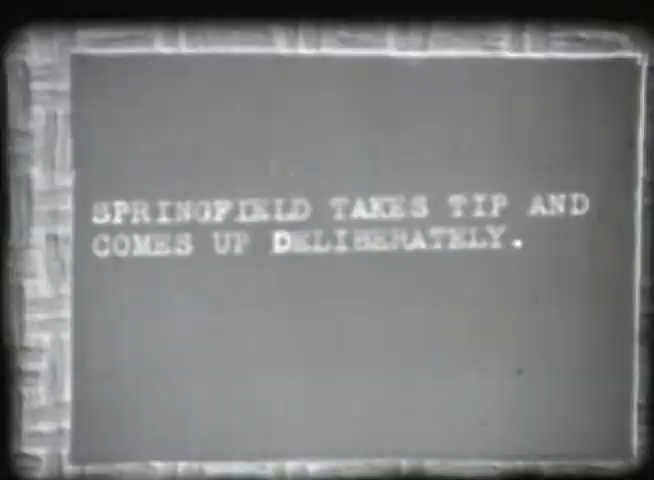 SPRINGFIELD TAKES TIP AND
COMES UP DELIBERATELY.